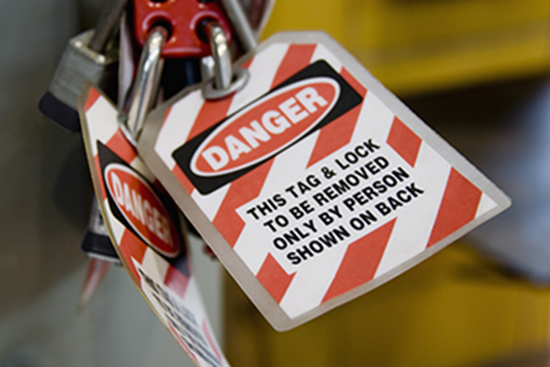 DANGER
THIS TAG & LOCK
TO BE REMOVED
ONLY BY PERSON
SHOWN ON BACK
DANGER